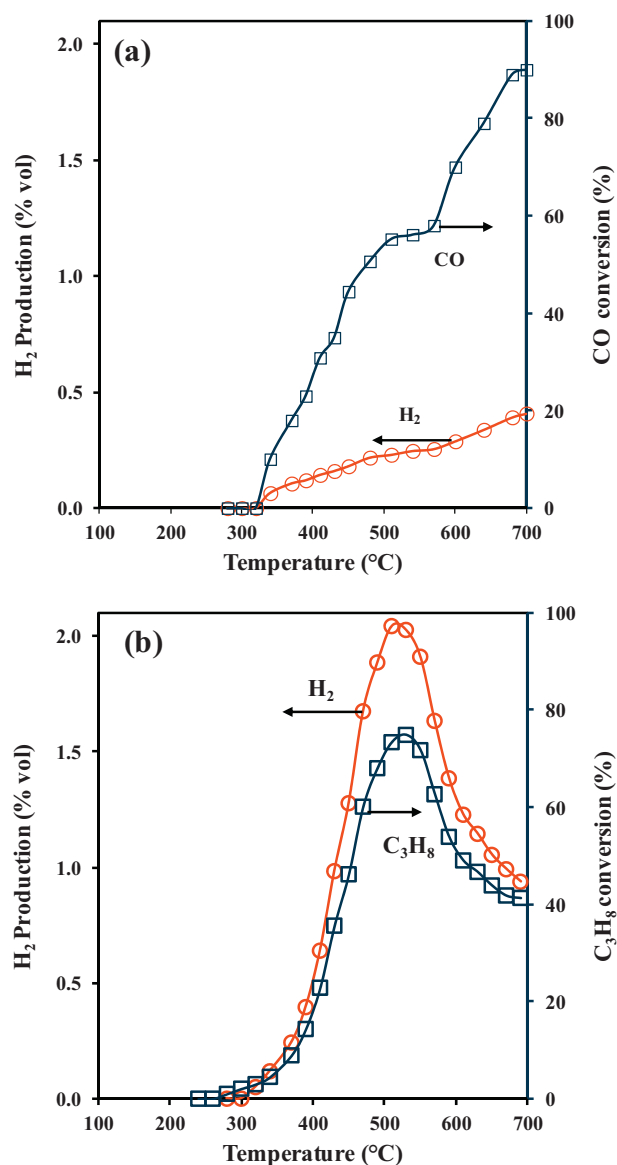 (a)
H₂ Production (% vol)
2.0
1.5
1.0
0.5
0.0
100
80
60
40
20
0
CO conversion (%)
CO
H₂
100 200 300 400 500 600 700
Temperature (°C)
(b)
H₂ Production (% vol)
2.0
1.5
1.0
0.5
0.0
100
80
60
40
20
0
C₃H₈ conversion (%)
H₂
C₃H₈
100 200 300 400 500 600 700
Temperature (°C)